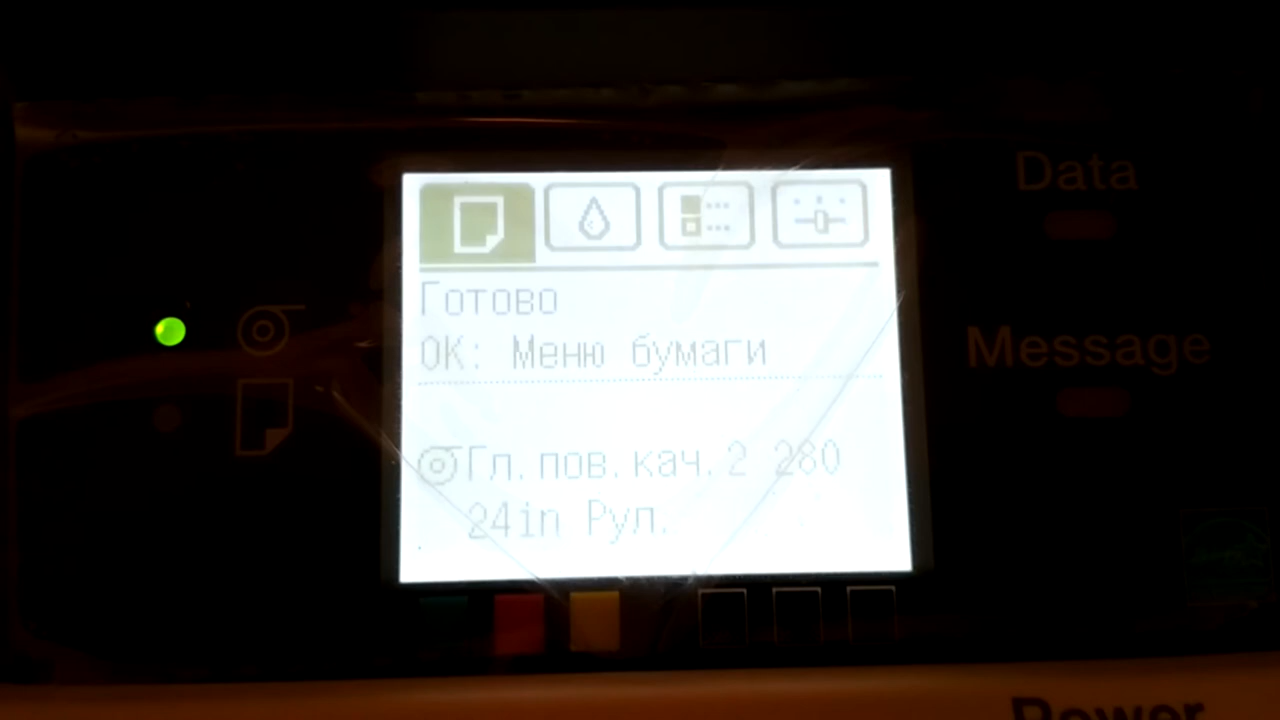 Data
Готово
OK: Меню бумаги
Message
Гл.пов.кач.2 280
24in Рул.
Power